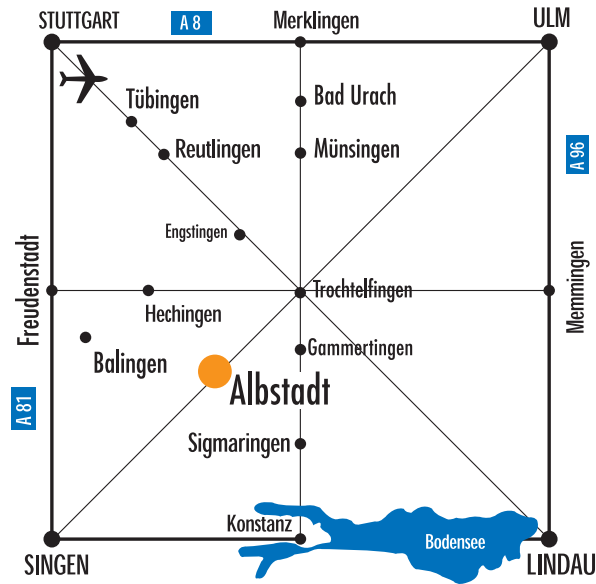 STUTTGART
A 8
Merklingen
ULM
Tübingen
Bad Urach
Reutlingen
Münsingen
A 96
Engstingen
Freudenstadt
Memmingen
Trochtelfingen
Hechingen
Balingen
Gammertingen
Albstadt
A 81
Sigmaringen
Konstanz
Bodensee
SINGEN
LINDAU